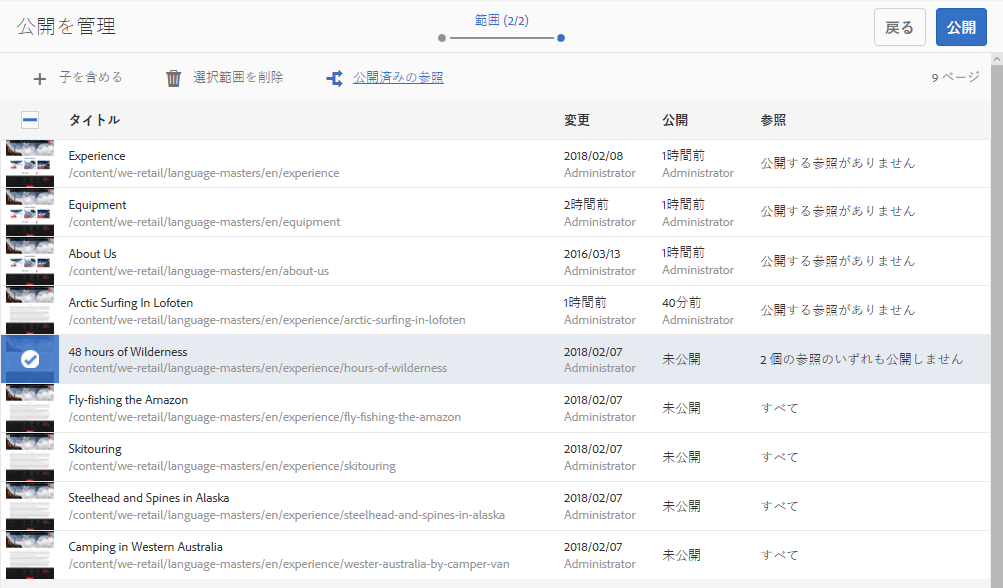 公開を管理
範囲 (2/2)
戻る
公開
子を含める
選択範囲を削除
公開済みの参照
9 ページ
タイトル 変更 公開 参照
Experience 2018/02/08 1時間前 公開する参照がありません
/content/we-retail/language-masters/en/experience Administrator Administrator
Equipment 2時間前 1時間前 公開する参照がありません
/content/we-retail/language-masters/en/equipment Administrator Administrator
About Us 2016/03/13 1時間前 公開する参照がありません
/content/we-retail/language-masters/en/about-us Administrator Administrator
Arctic Surfing In Lofoten 1時間前 40分前 公開する参照がありません
/content/we-retail/language-masters/en/experience/arctic-surfing-in-lofoten Administrator Administrator
48 hours of Wilderness 2018/02/07 未公開 2 個の参照のいずれも公開しません
/content/we-retail/language-masters/en/experience/hours-of-wilderness Administrator
Fly-fishing the Amazon 2018/02/07 未公開 すべて
/content/we-retail/language-masters/en/experience/fly-fishing-the-amazon Administrator
Skitouring 2018/02/07 未公開 すべて
/content/we-retail/language-masters/en/experience/skitouring Administrator
Steelhead and Spines in Alaska 2018/02/07 未公開 すべて
/content/we-retail/language-masters/en/experience/steelhead-and-spines-in-alaska Administrator
Camping in Western Australia 2018/02/07 未公開 すべて
/content/we-retail/language-masters/en/experience/wester-australia-by-camper-van Administrator